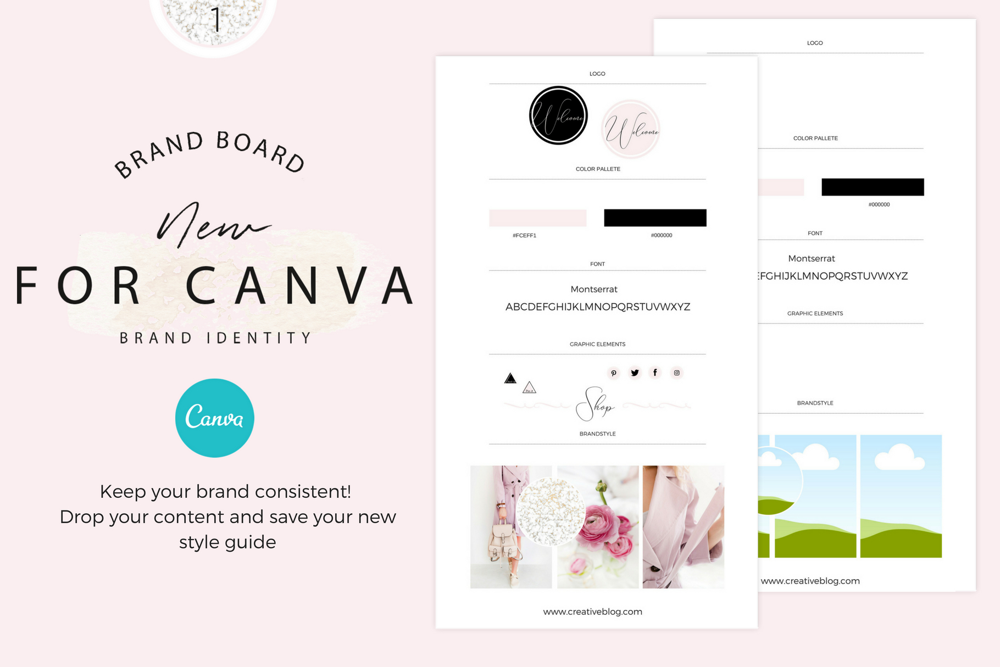 1
BRAND BOARD
New
FOR CANVA
BRAND IDENTITY
Canva
Keep your brand consistent!
Drop your content and save your new
style guide
LOGO
Welcome
Welcome
COLOR PALLETE
#FCEFF1
#000000
FONT
Montserrat
ABCDEFGHIJKLMNOPQRSTUVWXYZ
GRAPHIC ELEMENTS
Pin it
Shop
BRANDSTYLE
www.creativeblog.com
LOGO
COLOR PALLETE
#000000
FONT
Montserrat
EFGHIJKLMNOPQRSTUVWXYZ
GRAPHIC ELEMENTS
BRANDSTYLE
www.creativeblog.com